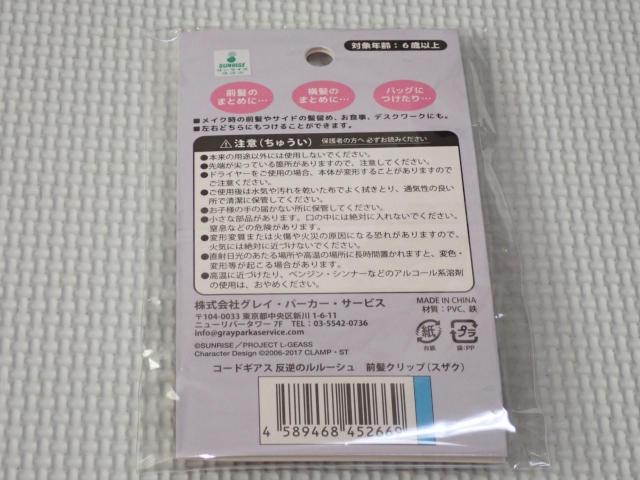 SUNRISE
サンライズ
対象年齢：6歳以上
前髪の
まとめに…
横髪の
まとめに…
バッグに
つけたり…
■メイク時の前髪やサイドの髪留め、お食事、デスクワークにも。
■左右どちらにもつけることができます。
注意（ちゅうい） 保護者の方へ 必ずお読みください
●本来の用途以外には使用しないでください。
●先端が尖っている箇所がありますので、注意してください。
●ドライヤーをご使用の場合、本体が変形することがありますので
ご注意ください。
●ご使用後は水気や汚れを乾いた布でよく拭きとり、通気性の良い
所で清潔に保管してください。
●お子様の手の届かない所に保管してください。
●小さな部品があります。口の中には絶対に入れないでください。
窒息などの危険があります。
●変形変質または火傷や火災の原因になる恐れがありますので、
火気には絶対に近づけないでください。
●直射日光のあたる場所や高温の場所に長時間置かれますと、変色・
変形等が起こる場合があります。
●高温に近づけたり、ベンジン・シンナーなどのアルコール系溶剤
の使用は、おやめください。
株式会社グレイ・パーカー・サービス
〒104-0033 東京都中央区新川 1-6-11
ニューリバータワー 7F TEL：03-5542-0736
info@grayparkaservice.com
MADE IN CHINA
材質：PVC、鉄
紙
台紙
プラ
袋：PP
©SUNRISE／PROJECT L-GEASS
Character Design ©2006-2017 CLAMP・ST
コードギアス 反逆のルルーシュ 前髪クリップ（スザク）
4 589468 452669